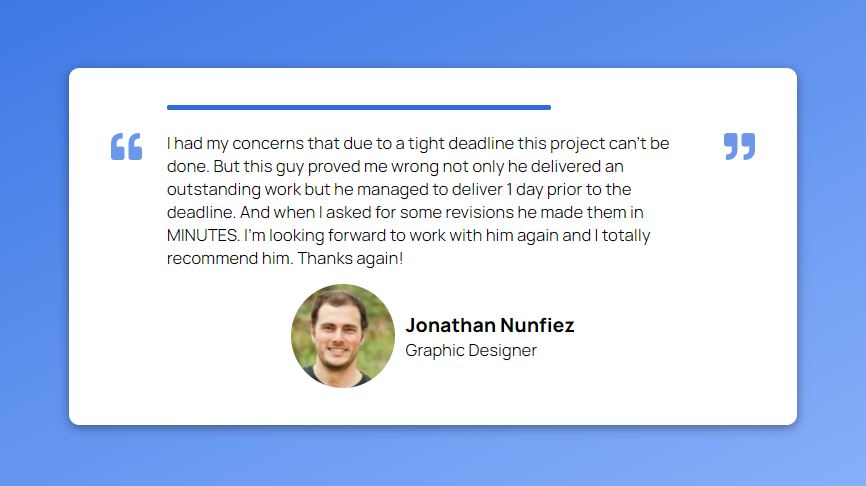 I had my concerns that due to a tight deadline this project can't be
done. But this guy proved me wrong not only he delivered an
outstanding work but he managed to deliver 1 day prior to the
deadline. And when I asked for some revisions he made them in
MINUTES. I'm looking forward to work with him again and I totally
recommend him. Thanks again!
Jonathan Nunfiez
Graphic Designer